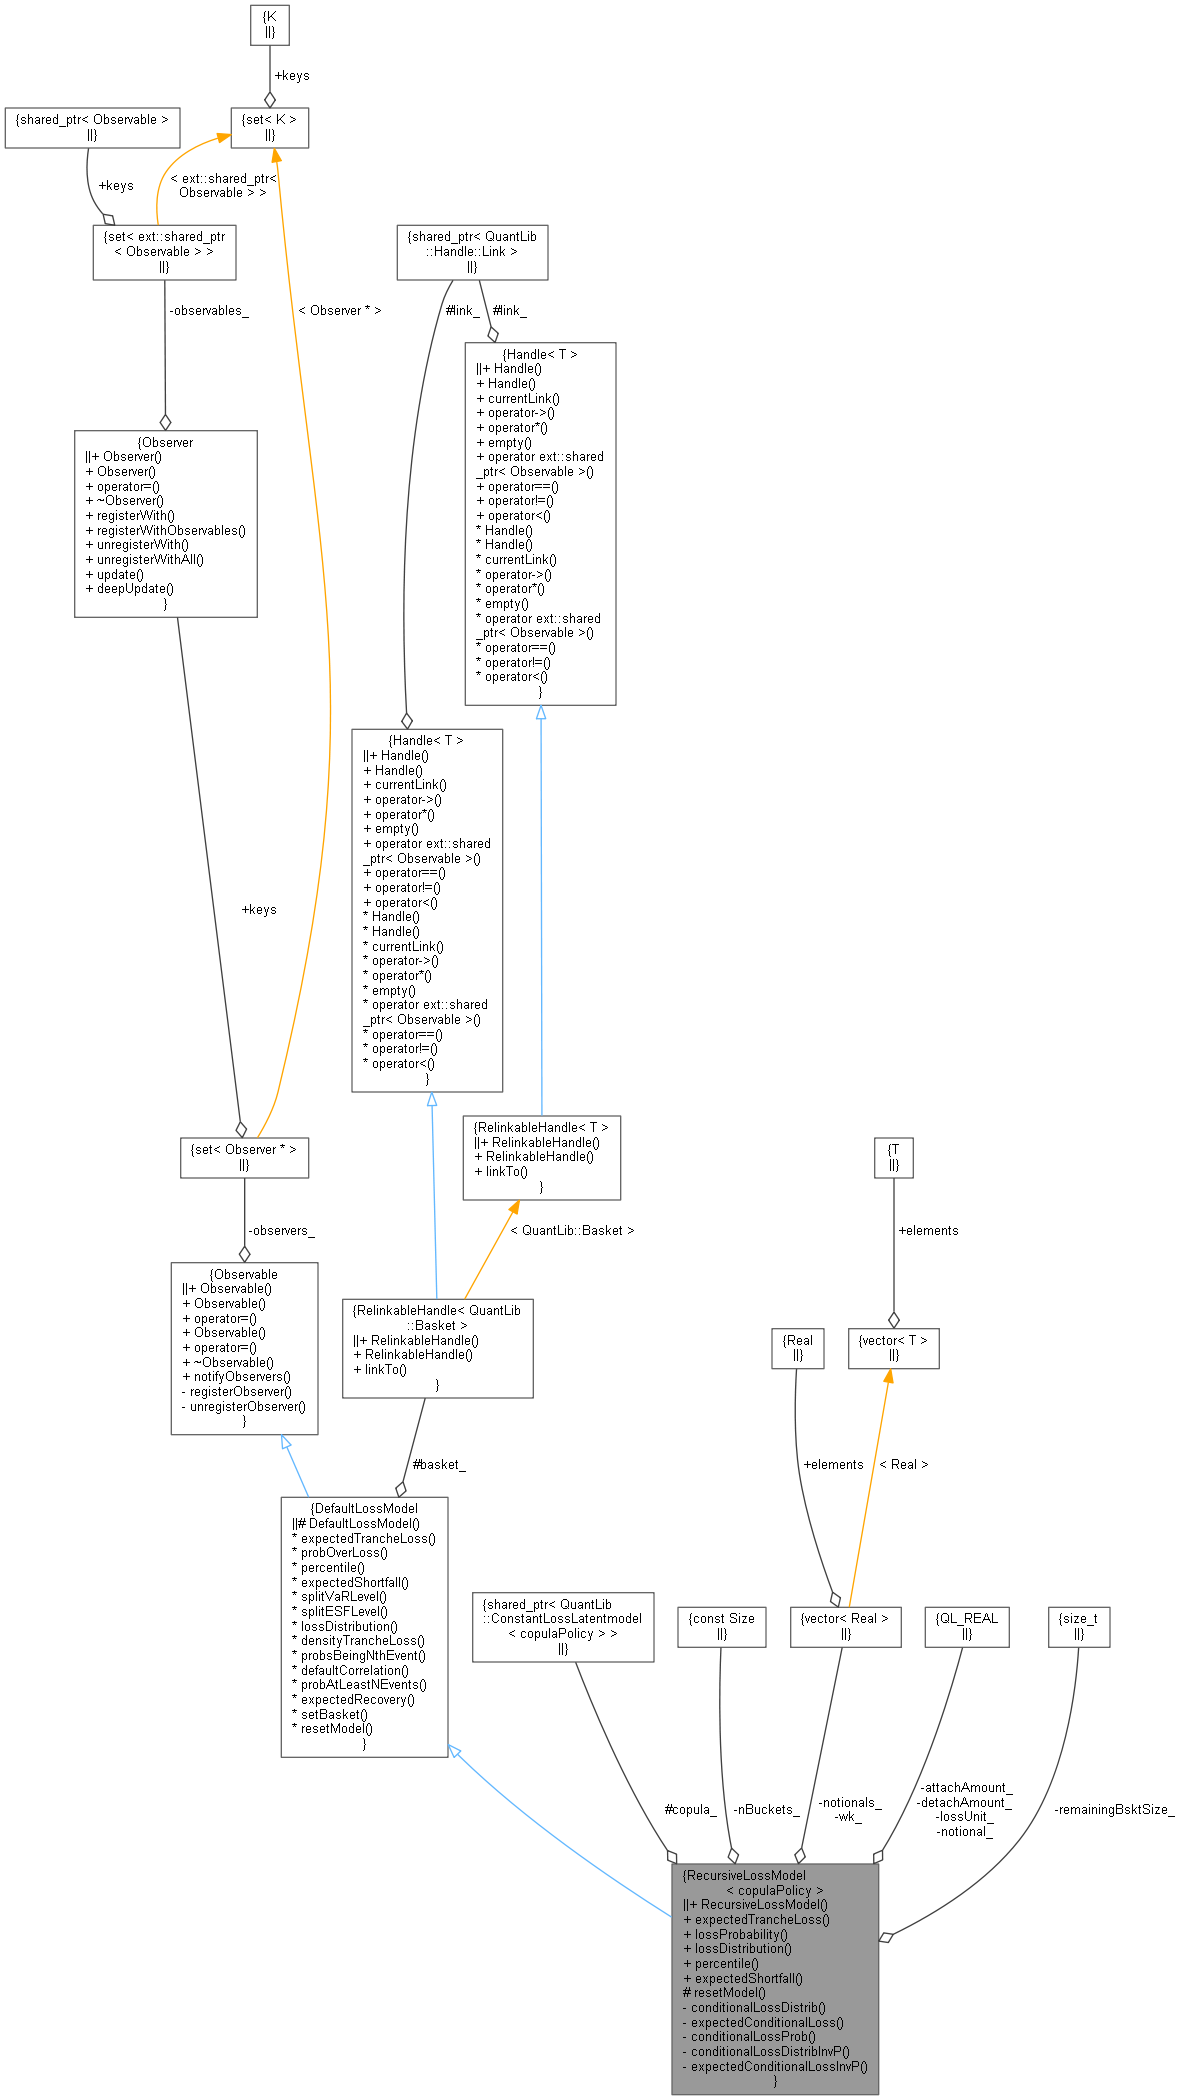 {K
||}
+keys
{shared_ptr< Observable >
||}
{set< K >
||}
+keys
< ext::shared_ptr<
Observable > >
{set< ext::shared_ptr
< Observable > >
||}
{shared_ptr< QuantLib
::Handle::Link >
||}
-observables_
< Observer * >
#link_
#link_
{Handle< T >
||+ Handle()
+ Handle()
+ currentLink()
+ operator->()
+ operator*()
+ empty()
+ operator ext::shared
_ptr< Observable >()
+ operator==()
+ operator!=()
+ operator<()
* Handle()
* Handle()
* currentLink()
* operator->()
* operator*()
* empty()
* operator ext::shared
_ptr< Observable >()
* operator==()
* operator!=()
* operator<()
}
{Observer
||+ Observer()
+ Observer()
+ operator=()
+ ~Observer()
+ registerWith()
+ registerWithObservables()
+ unregisterWith()
+ unregisterWithAll()
+ update()
+ deepUpdate()
}
{Handle< T >
||+ Handle()
+ Handle()
+ currentLink()
+ operator->()
+ operator*()
+ empty()
+ operator ext::shared
_ptr< Observable >()
+ operator==()
+ operator!=()
+ operator<()
* Handle()
* Handle()
* currentLink()
* operator->()
* operator*()
* empty()
* operator ext::shared
_ptr< Observable >()
* operator==()
* operator!=()
* operator<()
}
+keys
{RelinkableHandle< T >
||+ RelinkableHandle()
+ RelinkableHandle()
+ linkTo()
}
{set< Observer * >
||}
{T
||}
-observers_
< QuantLib::Basket >
+elements
{Observable
||+ Observable()
+ Observable()
+ operator=()
+ Observable()
+ operator=()
+ ~Observable()
+ notifyObservers()
- registerObserver()
- unregisterObserver()
}
{RelinkableHandle< QuantLib
::Basket >
||+ RelinkableHandle()
+ RelinkableHandle()
+ linkTo()
}
{Real
||}
{vector< T >
||}
#basket_
+elements
< Real >
{DefaultLossModel
||# DefaultLossModel()
* expectedTrancheLoss()
* probOverLoss()
* percentile()
* expectedShortfall()
* splitVaRLevel()
* splitESFLevel()
* lossDistribution()
* densityTrancheLoss()
* probsBeingNthEvent()
* defaultCorrelation()
* probAtLeastNEvents()
* expectedRecovery()
* setBasket()
* resetModel()
}
{shared_ptr< QuantLib
::ConstantLossLatentmodel
< copulaPolicy > >
||}
{const Size
||}
{vector< Real >
||}
{QL_REAL
||}
{size_t
||}
#copula_
-nBuckets_
-notionals_
-wk_
-attachAmount_
-detachAmount_
-lossUnit_
-notional_
-remainingBsktSize_
{RecursiveLossModel
< copulaPolicy >
||+ RecursiveLossModel()
+ expectedTrancheLoss()
+ lossProbability()
+ lossDistribution()
+ percentile()
+ expectedShortfall()
# resetModel()
- conditionalLossDistrib()
- expectedConditionalLoss()
- conditionalLossProb()
- conditionalLossDistribInvP()
- expectedConditionalLossInvP()
}